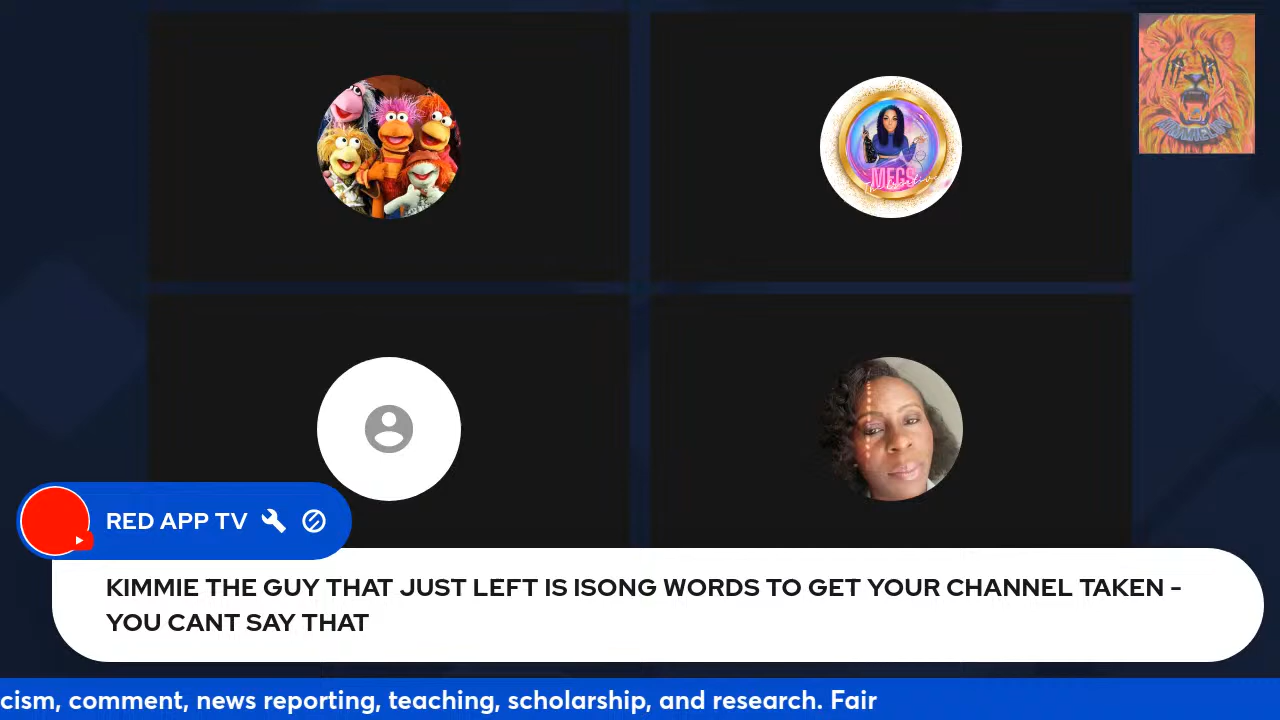 MEGS
RED APP TV
KIMMIE THE GUY THAT JUST LEFT IS ISONG WORDS TO GET YOUR CHANNEL TAKEN -
YOU CANT SAY THAT
cism, comment, news reporting, teaching, scholarship, and research. Fair